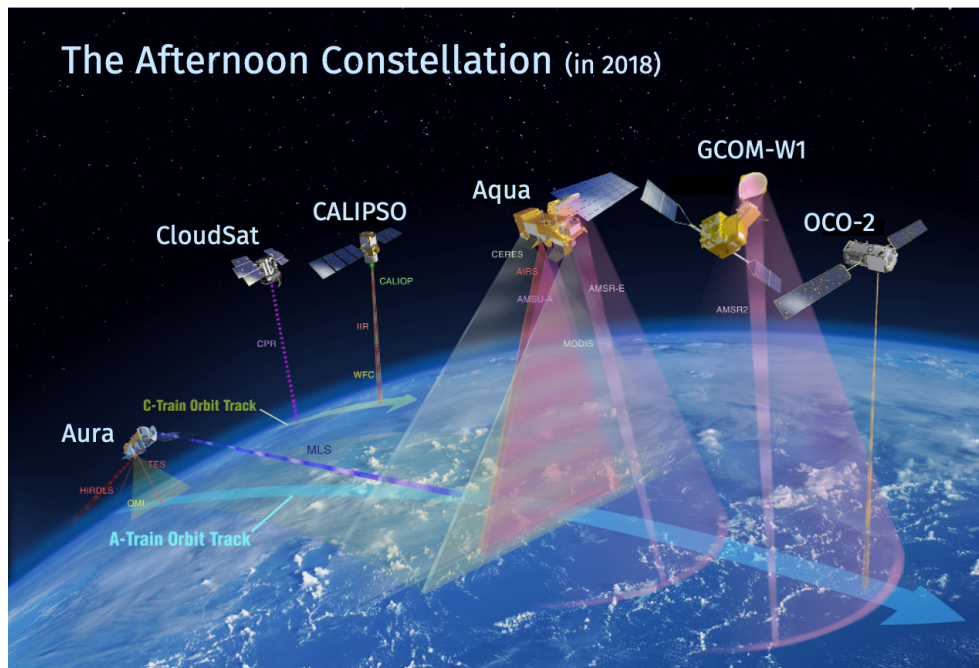 The Afternoon Constellation (in 2018)
GCOM-W1
Aqua
CALIPSO
OCO-2
CloudSat
CERES
AIRS
CALIOP
AMSR-E
AMSU-A
AMSR2
IIR
CPR
MODIS
WFC
C-Train Orbit Track
Aura
MLS
TES
HIRDLS
OMI
A-Train Orbit Track